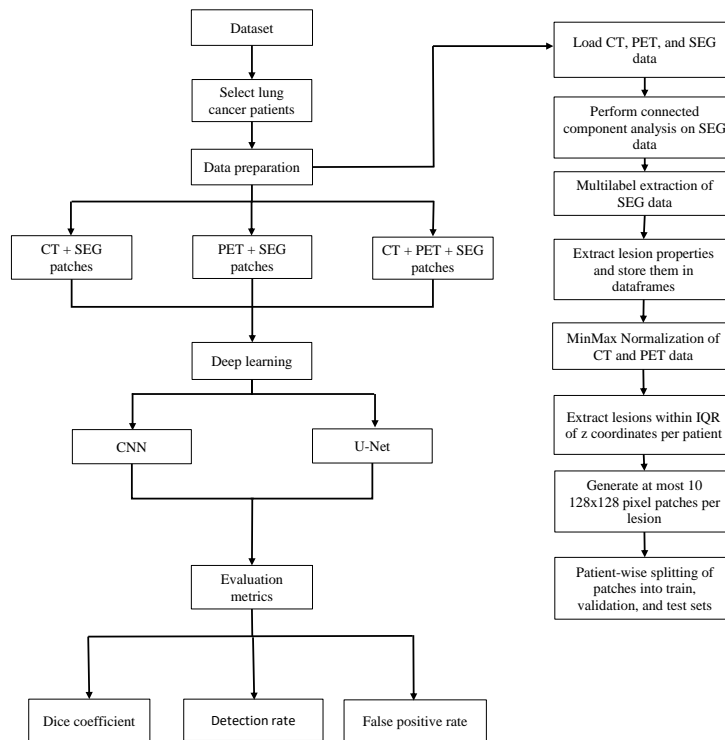 Dataset
Select lung
cancer patients
Data preparation
CT + SEG
patches
PET + SEG
patches
CT + PET + SEG
patches
Deep learning
CNN
U-Net
Evaluation
metrics
Dice coefficient
Detection rate
False positive rate
Load CT, PET, and SEG
data
Perform connected
component analysis on SEG
data
Multilabel extraction of
SEG data
Extract lesion properties
and store them in
dataframes
MinMax Normalization of
CT and PET data
Extract lesions within IQR
of z coordinates per patient
Generate at most 10
128x128 pixel patches per
lesion
Patient-wise splitting of
patches into train,
validation, and test sets